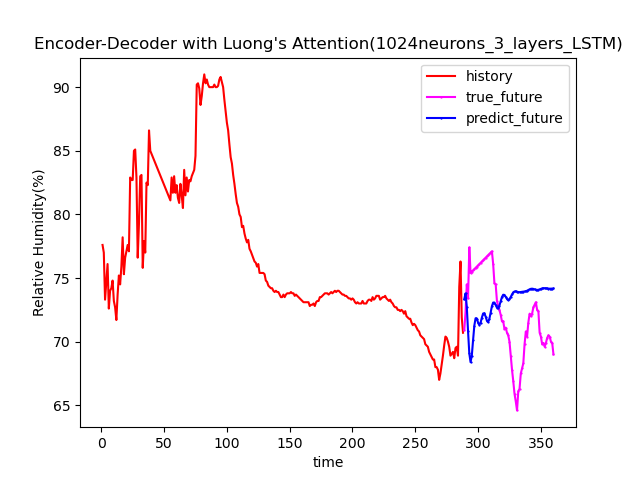 Encoder-Decoder with Luong's Attention(1024neurons_3_layers_LSTM)
history
true_future
predict_future
Relative Humidity(%)
90
85
80
75
70
65
0 50 100 150 200 250 300 350
time